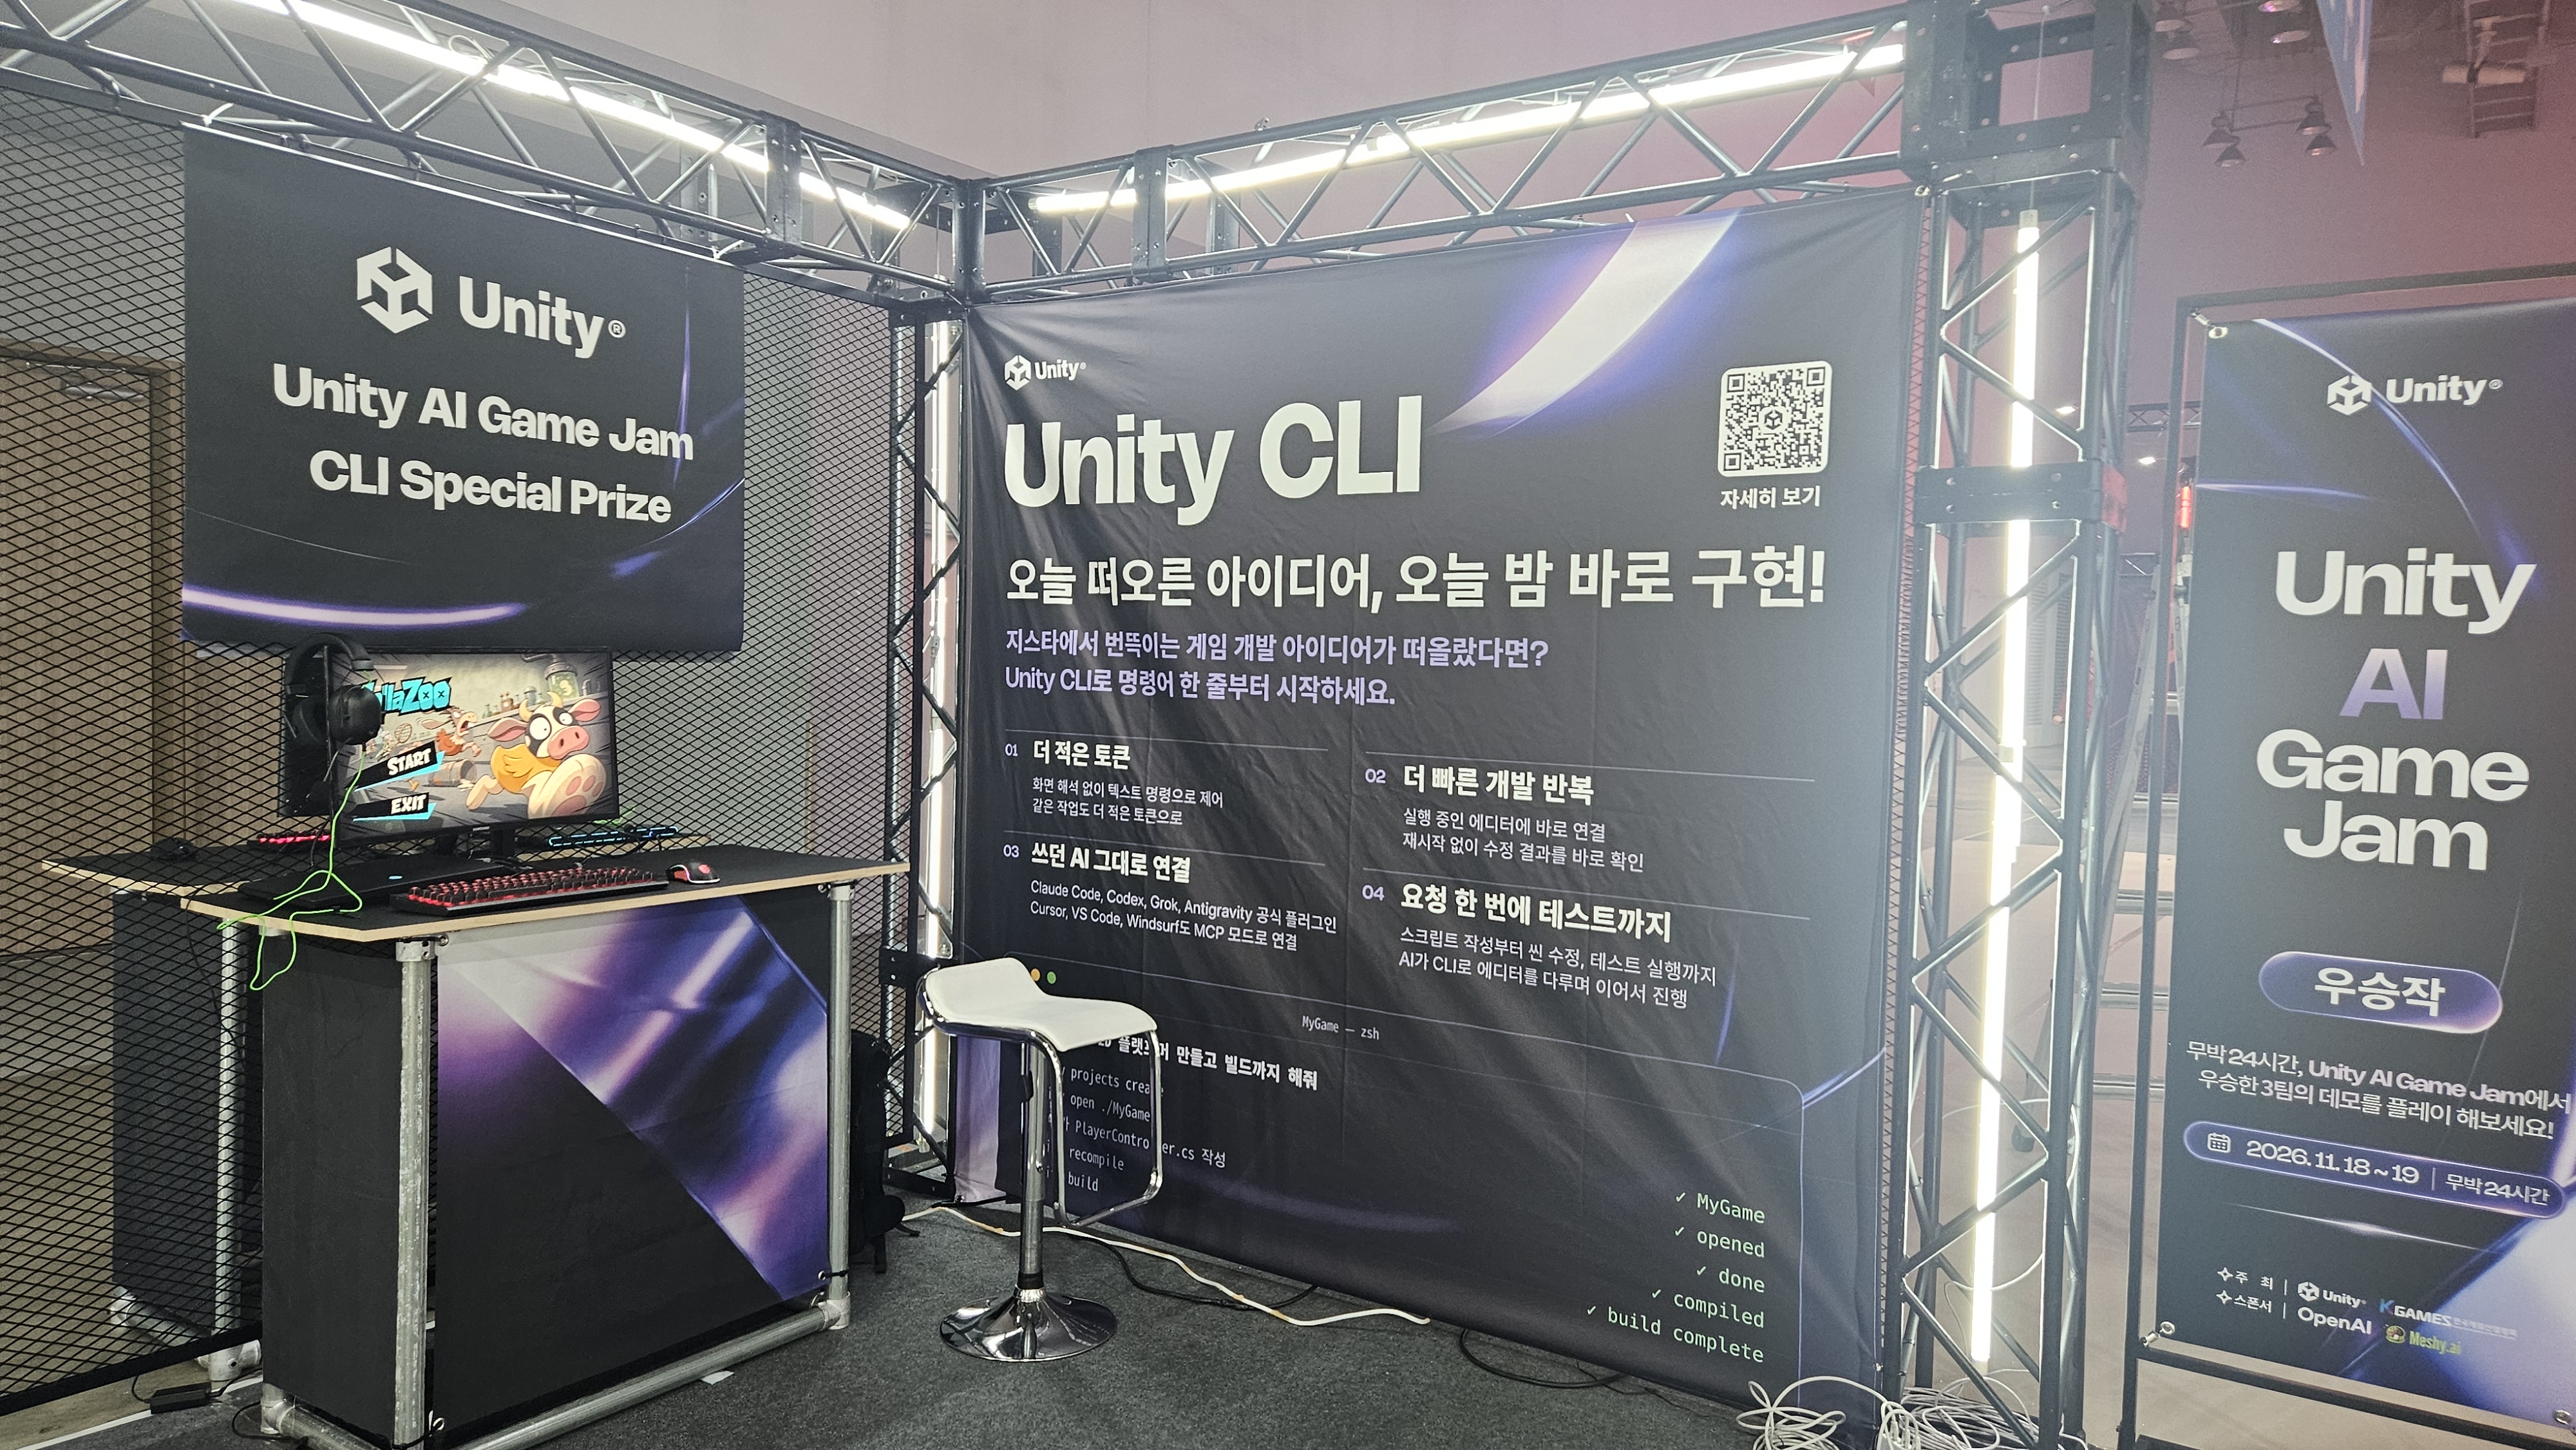 Unity®
Unity AI Game Jam
CLI Special Prize
START
EXIT
Unity®
Unity CLI
자세히 보기
오늘 떠오른 아이디어, 오늘 밤 바로 구현!
지스타에서 번뜩이는 게임 개발 아이디어가 떠올랐다면?
Unity CLI로 명령어 한 줄부터 시작하세요.
01 더 적은 토큰
화면 해석 없이 텍스트 명령으로 제어
같은 작업도 더 적은 토큰으로
02 더 빠른 개발 반복
실행 중인 에디터에 바로 연결
재시작 없이 수정 결과를 바로 확인
03 쓰던 AI 그대로 연결
Claude Code, Codex, Grok, Antigravity 공식 플러그인
Cursor, VS Code, Windsurf도 MCP 모드로 연결
04 요청 한 번에 테스트까지
스크립트 작성부터 씬 수정, 테스트 실행까지
AI가 CLI로 에디터를 다루며 이어서 진행
MyGame — zsh
만들고 빌드까지 해줘
projects
open ./MyGame
작성
recompile
build
✓ MyGame
✓ opened
✓ done
✓ compiled
✓ build complete
Unity®
Unity
AI
Game
Jam
우승작
무박 24시간, Unity AI Game Jam에서
우승한 3팀의 데모를 플레이 해보세요!
2026. 11. 18 ~ 19 | 무박 24시간
주 최 | Unity® KGAMES
스폰서 | OpenAI Meshy.ai